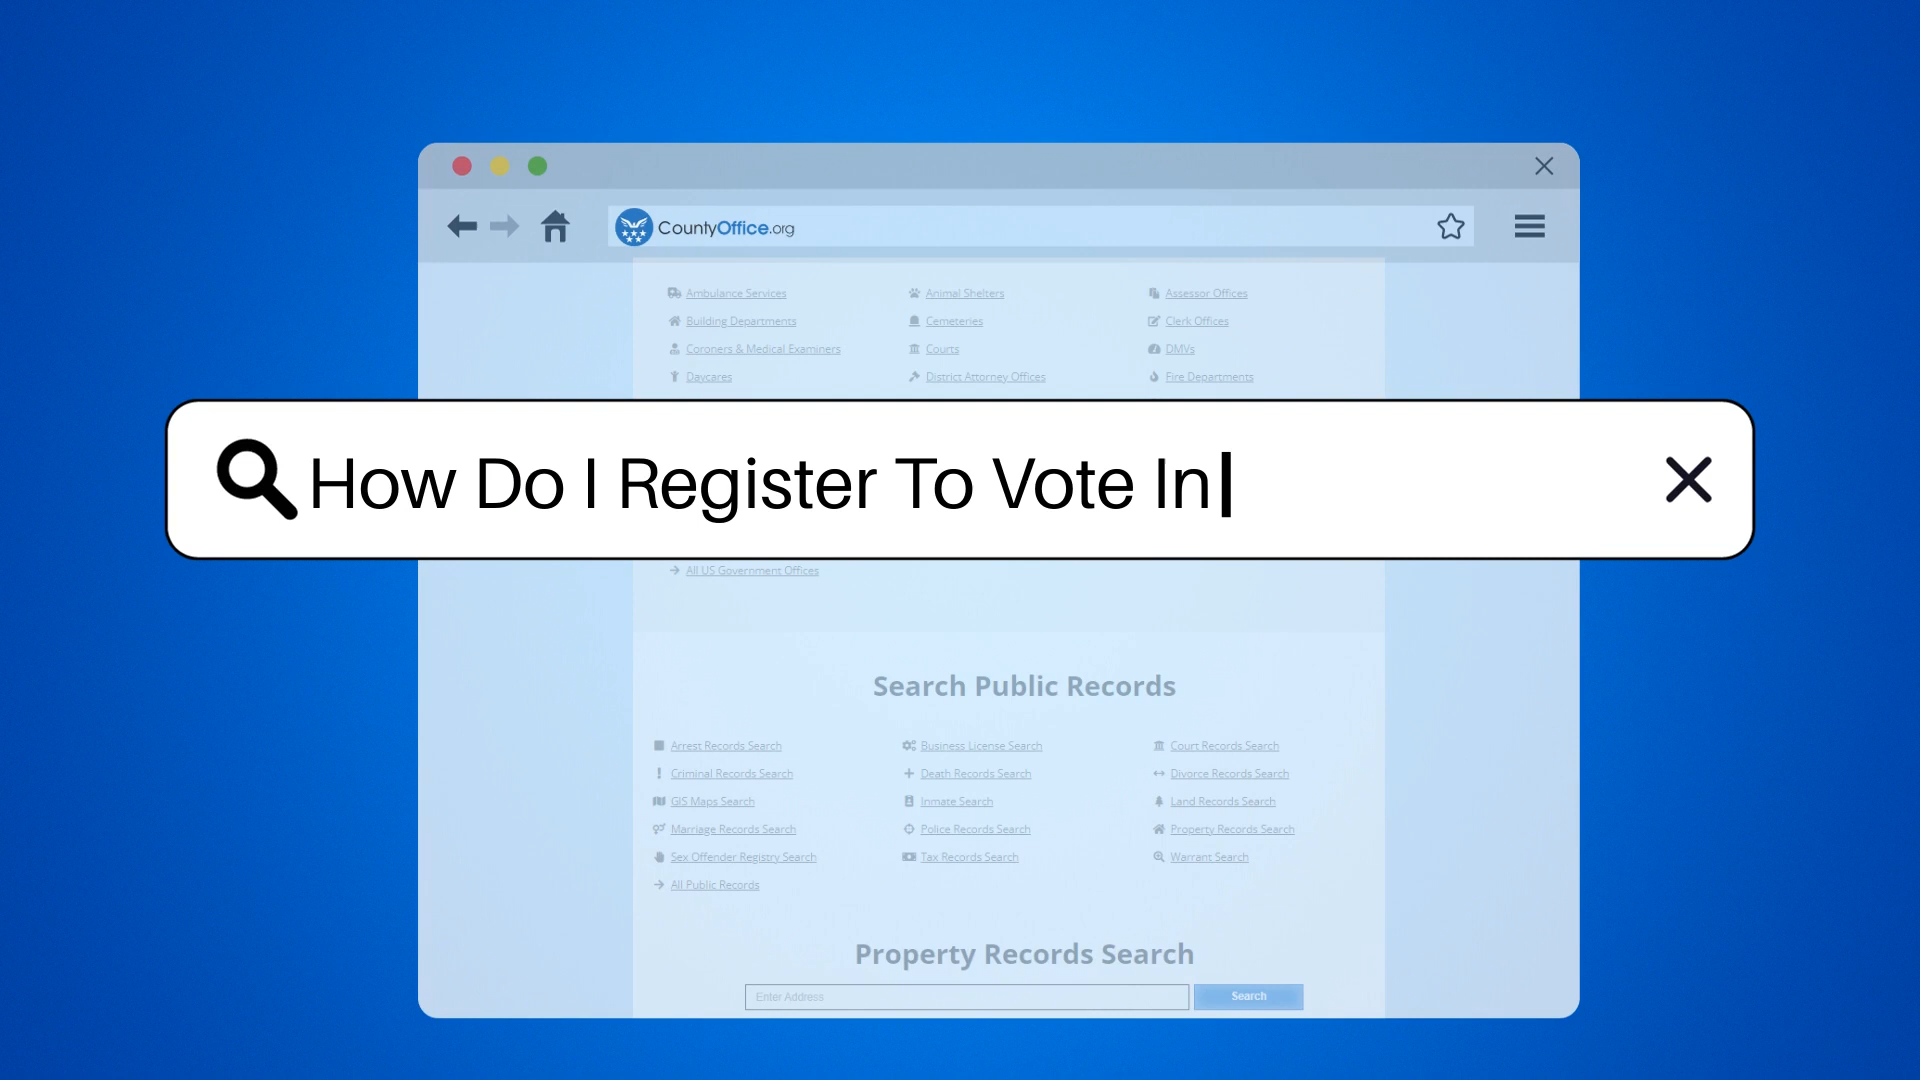 CountyOffice.org
Ambulance Services Animal Shelters Assessor Offices
Building Departments Cemeteries Clerk Offices
Coroners & Medical Examiners Courts DMVs
Daycares District Attorney Offices Fire Departments
How Do I Register To Vote In
All US Government Offices
Search Public Records
Arrest Records Search Business License Search Court Records Search
Criminal Records Search Death Records Search Divorce Records Search
GIS Maps Search Inmate Search Land Records Search
Marriage Records Search Police Records Search Property Records Search
Sex Offender Registry Search Tax Records Search Warrant Search
All Public Records
Property Records Search
Enter Address Search